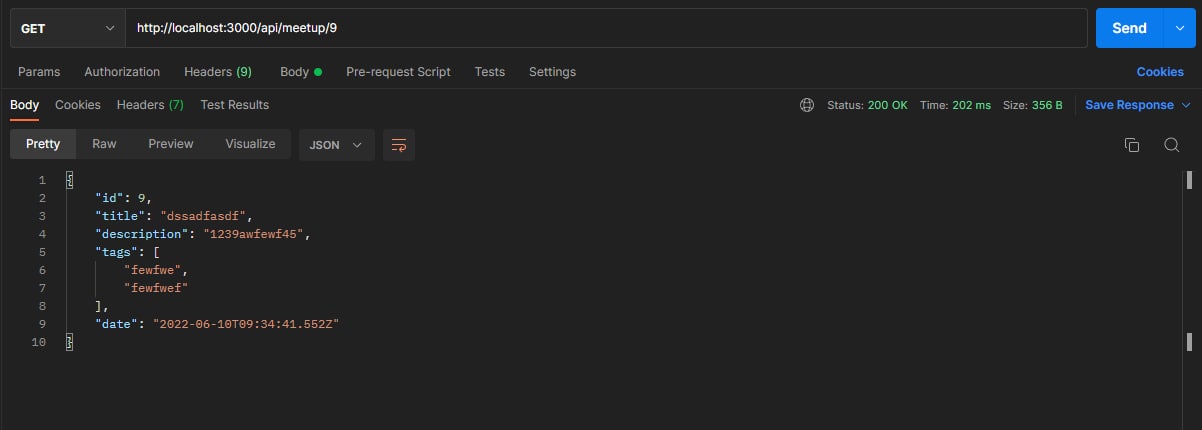 GET http://localhost:3000/api/meetup/9 Send
Params Authorization Headers (9) Body Pre-request Script Tests Settings Cookies
Body Cookies Headers (7) Test Results Status: 200 OK Time: 202 ms Size: 356 B Save Response
Pretty Raw Preview Visualize JSON
1 {
2 "id": 9,
3 "title": "dssadfasdf",
4 "description": "1239awfewf45",
5 "tags": [
6 "fewfwe",
7 "fewfwef"
8 ],
9 "date": "2022-06-10T09:34:41.552Z"
10 }